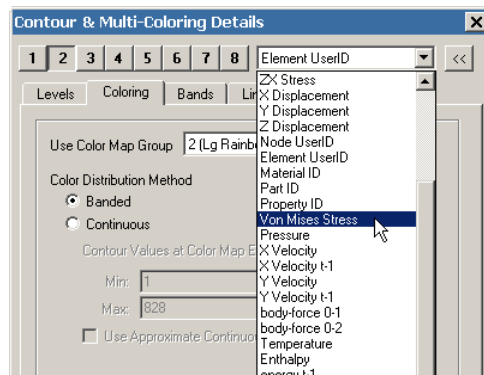 Contour & Multi-Coloring Details
1 2 3 4 5 6 7 8 Element UserID <<
Levels Coloring Bands
Use Color Map Group 2 (Lg
Color Distribution Method
Banded
Continuous
Contour Values at Color Map
Min: 1
Max: 828
Use Approximate
ZX Stress
X Displacement
Y Displacement
Z Displacement
Node UserID
Element UserID
Material ID
Part ID
Property ID
Von Mises Stress
Pressure
X Velocity
X Velocity t-1
Y Velocity
Y Velocity t-1
body-force 0-1
body-force 0-2
Temperature
Enthalpy
energy t-1